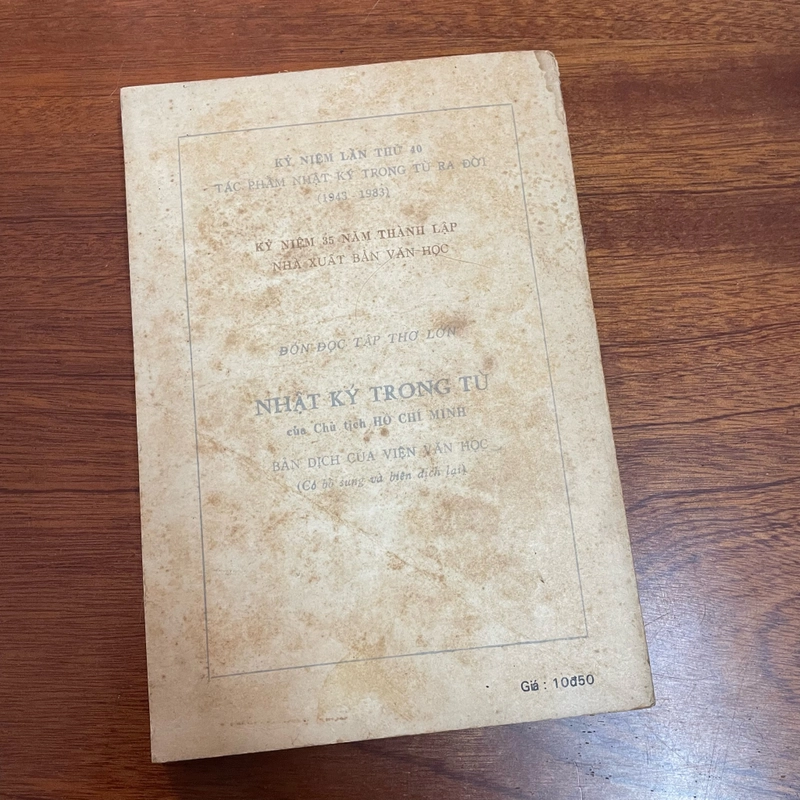 KỶ NIỆM LẦN THỨ 40
TÁC PHẨM NHẬT KÝ TRONG TÙ RA ĐỜI
(1943 - 1983)
KỶ NIỆM 35 NĂM THÀNH LẬP
NHÀ XUẤT BẢN VĂN HỌC
ĐÓN ĐỌC TẬP THƠ LỚN
NHẬT KÝ TRONG TÙ
của Chủ tịch HỒ CHÍ MINH
BẢN DỊCH CỦA VIỆN VĂN HỌC
(Có bổ sung và biên dịch lại)
Giá : 10đ50